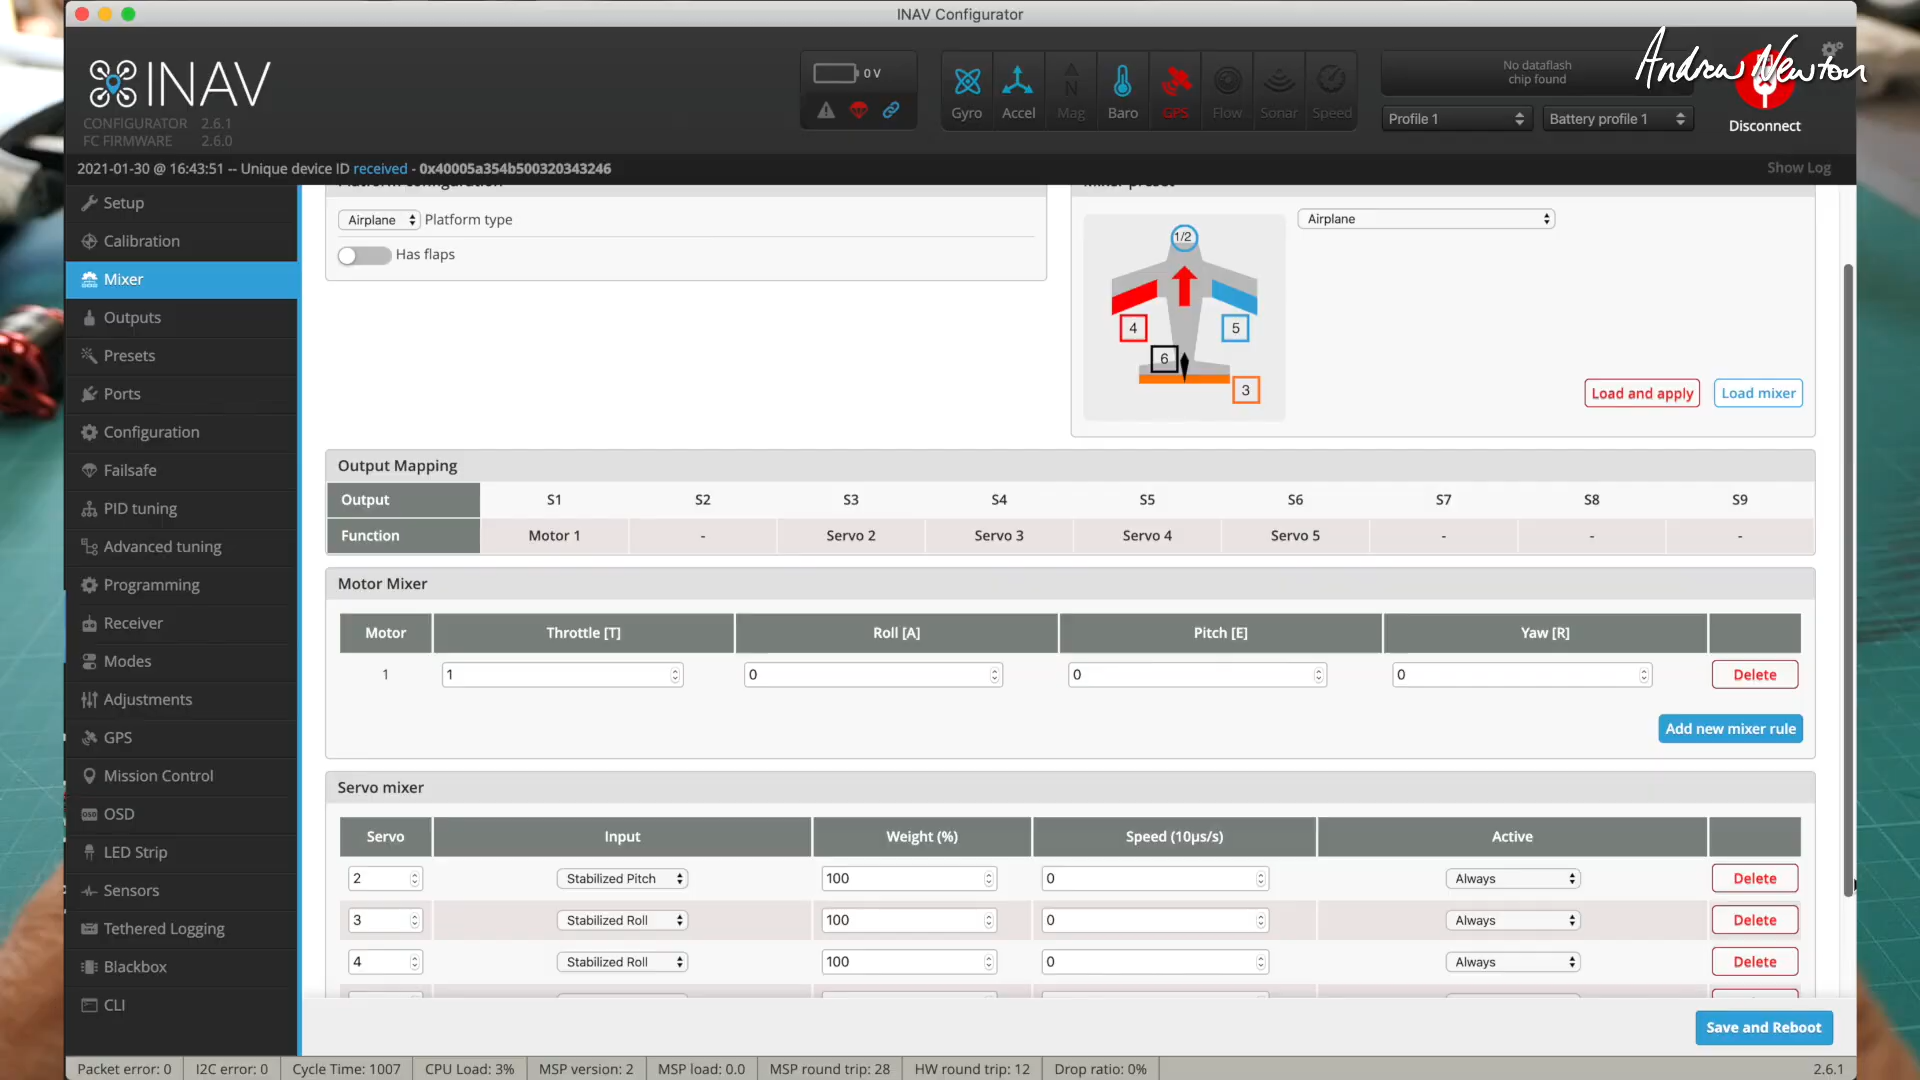 INAV Configurator
INAV
CONFIGURATOR 2.6.1
FC FIRMWARE 2.6.0
0 V
Gyro Accel Mag Baro GPS Flow Sonar Speed
No dataflash
chip found
Profile 1
Battery profile 1
Andrew Newton
Disconnect
2021-01-30 @ 16:43:51 -- Unique device ID received - 0x40005a354b500320343246
Show Log
Setup
Calibration
Mixer
Outputs
Presets
Ports
Configuration
Failsafe
PID tuning
Advanced tuning
Programming
Receiver
Modes
Adjustments
GPS
Mission Control
OSD
LED Strip
Sensors
Tethered Logging
Blackbox
CLI
Platform configuration
Airplane Platform type
Has flaps
Mixer preset
Airplane
1/2
4
5
6
3
Load and apply
Load mixer
Output Mapping
Output S1 S2 S3 S4 S5 S6 S7 S8 S9
Function Motor 1 - Servo 2 Servo 3 Servo 4 Servo 5 - - -
Motor Mixer
Motor Throttle [T] Roll [A] Pitch [E] Yaw [R]
1 1 0 0 0 Delete
Add new mixer rule
Servo mixer
Servo Input Weight (%) Speed (10µs/s) Active
2 Stabilized Pitch 100 0 Always Delete
3 Stabilized Roll 100 0 Always Delete
4 Stabilized Roll 100 0 Always Delete
Save and Reboot
Packet error: 0 I2C error: 0 Cycle Time: 1007 CPU Load: 3% MSP version: 2 MSP load: 0.0 MSP round trip: 28 HW round trip: 12 Drop ratio: 0% 2.6.1